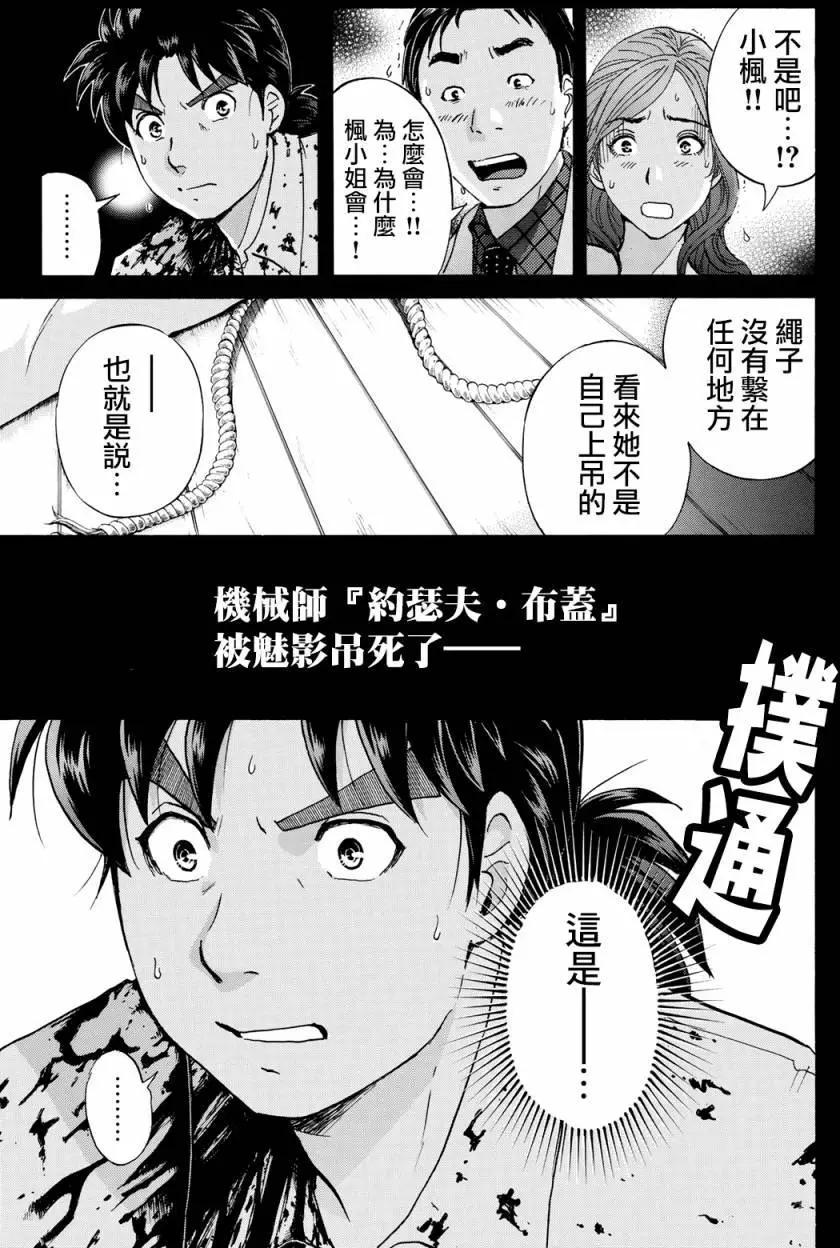 不是吧…!?
小楓!!
怎麼會…!!
為…為什麼
楓小姐會…!
……
繩子
沒有繫在
任何地方
看來她不是
自己上吊的
——
也就是説…
機械師『約瑟夫・布蓋』
被魅影吊死了——
撲通
這是——…
……